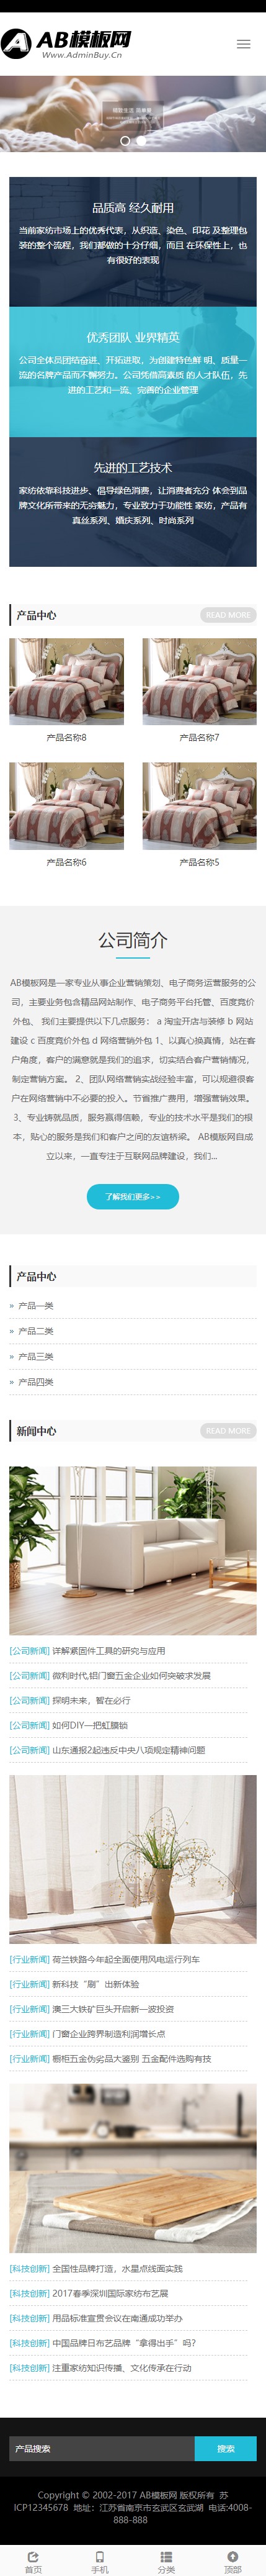 AB模板网
Www.AdminBuy.Cn
品质高 经久耐用
当前家纺市场上的优秀代表，从织造、染色、印花 及整理包
装的整个流程，我们都做的十分仔细，而且 在环保性上，也
有很好的表现
优秀团队 业界精英
公司全体员团结奋进、开拓进取，为创建特色鲜 明、质量一
流的名牌产品而不懈努力。公司凭借高素质 的人才队伍，先
进的工艺和一流、完善的企业管理
先进的工艺技术
家纺依靠科技进步、倡导绿色消费，让消费者充分 体会到品
牌文化所带来的无穷魅力，专业致力于功能性 家纺，产品有
真丝系列、婚庆系列、时尚系列
产品中心
READ MORE
产品名称8
产品名称7
产品名称6
产品名称5
公司简介
AB模板网是一家专业从事企业营销策划、电子商务运营服务的公
司，主要业务包含精品网站制作、电子商务平台托管、百度竞价
外包、 我们主要提供以下几点服务： a 淘宝开店与装修 b 网站
建设 c 百度竞价外包 d 网络营销外包 1、以真心换真情，站在客
户角度，客户的满意就是我们的追求，切实结合客户营销情况，
制定营销方案。 2、团队网络营销实战经验丰富，可以规避很客
户在网络营销中不必要的投入。节省推广费用，增强营销效果。
3、专业铸就品质，服务赢得信赖，专业的技术水平是我们的根
本，贴心的服务是我们和客户之间的友谊桥梁。 AB模版网自成
立以来，一直专注于互联网品牌建设，我们...
了解我们更多>>
产品中心
» 产品一类
» 产品二类
» 产品三类
» 产品四类
新闻中心
READ MORE
[公司新闻] 详解紧固件工具的研究与应用
[公司新闻] 微利时代,铝门窗五金企业如何突破求发展
[公司新闻] 探明未来，智在必行
[公司新闻] 如何DIY一把虹膜锁
[公司新闻] 山东通报2起违反中央八项规定精神问题
[行业新闻] 荷兰铁路今年起全面使用风电运行列车
[行业新闻] 新科技“刷”出新体验
[行业新闻] 澳三大铁矿巨头开启新一波投资
[行业新闻] 门窗企业跨界制造利润增长点
[行业新闻] 橱柜五金伪劣品大鉴别 五金配件选购有技
[科技创新] 全国性品牌打造，水星点线面实践
[科技创新] 2017春季深圳国际家纺布艺展
[科技创新] 用品标准宣贯会议在南通成功举办
[科技创新] 中国品牌日布艺品牌“拿得出手”吗?
[科技创新] 注重家纺知识传播、文化传承在行动
产品搜索
搜索
Copyright © 2002-2017 AB模板网 版权所有 苏
ICP12345678 地址：江苏省南京市玄武区玄武湖 电话:4008-
888-888
首页
手机
分类
顶部